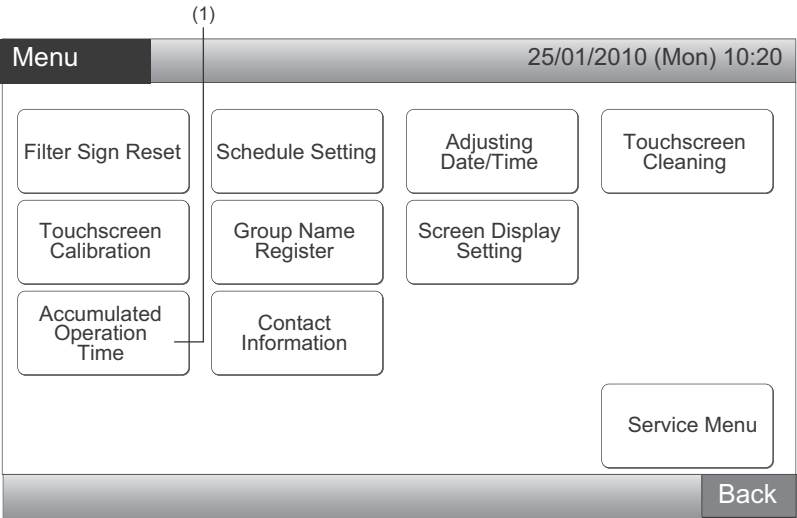 (1)
Menu
25/01/2010 (Mon) 10:20
Filter Sign Reset
Schedule Setting
Adjusting
Date/Time
Touchscreen
Cleaning
Touchscreen
Calibration
Group Name
Register
Screen Display
Setting
Accumulated
Operation
Time
Contact
Information
Service Menu
Back